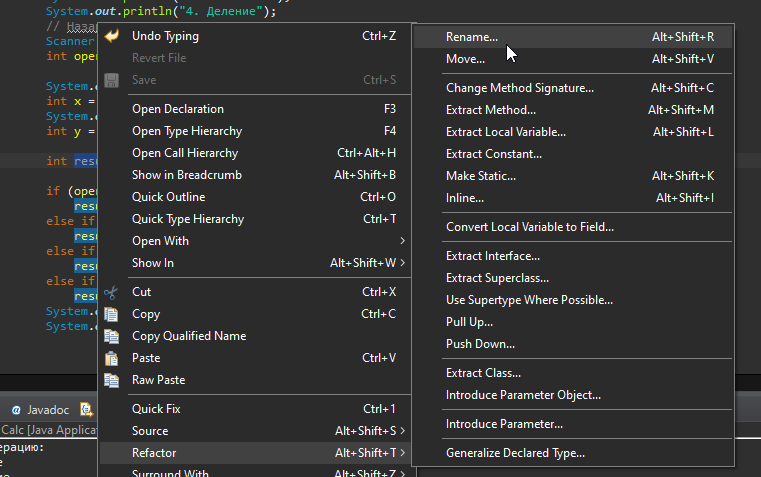 System.out.println("4. Деление");
// Назна
Scanner
int oper
System.o
int x =
System.o
int y =
int resu
if (oper
resu
else if
resu
else if
resu
else if
resu
System.o
System.o
Undo Typing Ctrl+Z
Revert File
Save Ctrl+S
Open Declaration F3
Open Type Hierarchy F4
Open Call Hierarchy Ctrl+Alt+H
Show in Breadcrumb Alt+Shift+B
Quick Outline Ctrl+O
Quick Type Hierarchy Ctrl+T
Open With
Show In Alt+Shift+W
Cut Ctrl+X
Copy Ctrl+C
Copy Qualified Name
Paste Ctrl+V
Raw Paste
Quick Fix Ctrl+1
Source Alt+Shift+S
Refactor Alt+Shift+T
Surround With Alt+Shift+Z
Rename... Alt+Shift+R
Move... Alt+Shift+V
Change Method Signature... Alt+Shift+C
Extract Method... Alt+Shift+M
Extract Local Variable... Alt+Shift+L
Extract Constant...
Make Static... Alt+Shift+K
Inline... Alt+Shift+I
Convert Local Variable to Field...
Extract Interface...
Extract Superclass...
Use Supertype Where Possible...
Pull Up...
Push Down...
Extract Class...
Introduce Parameter Object...
Introduce Parameter...
Generalize Declared Type...
@ Javadoc
Calc [Java Applicat
ерацию: